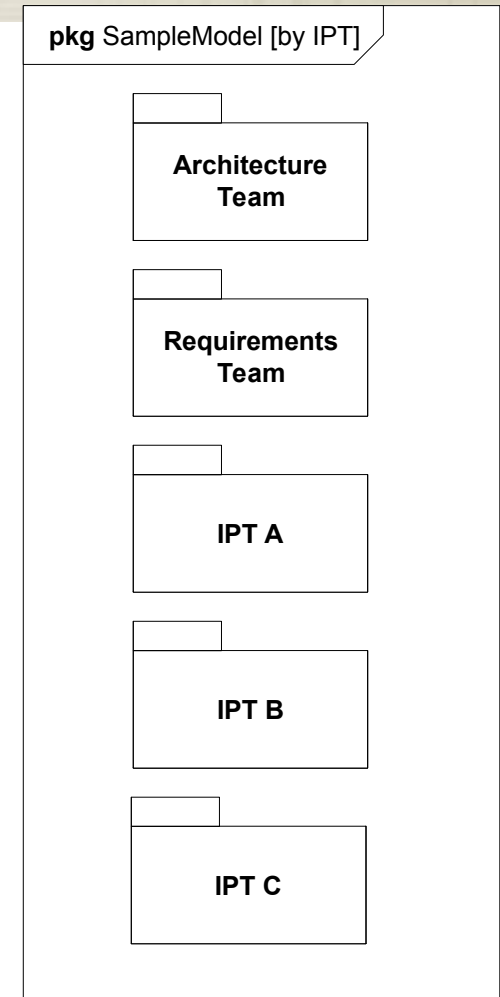 pkg SampleModel [by IPT]
Architecture
Team
Requirements
Team
IPT A
IPT B
IPT C